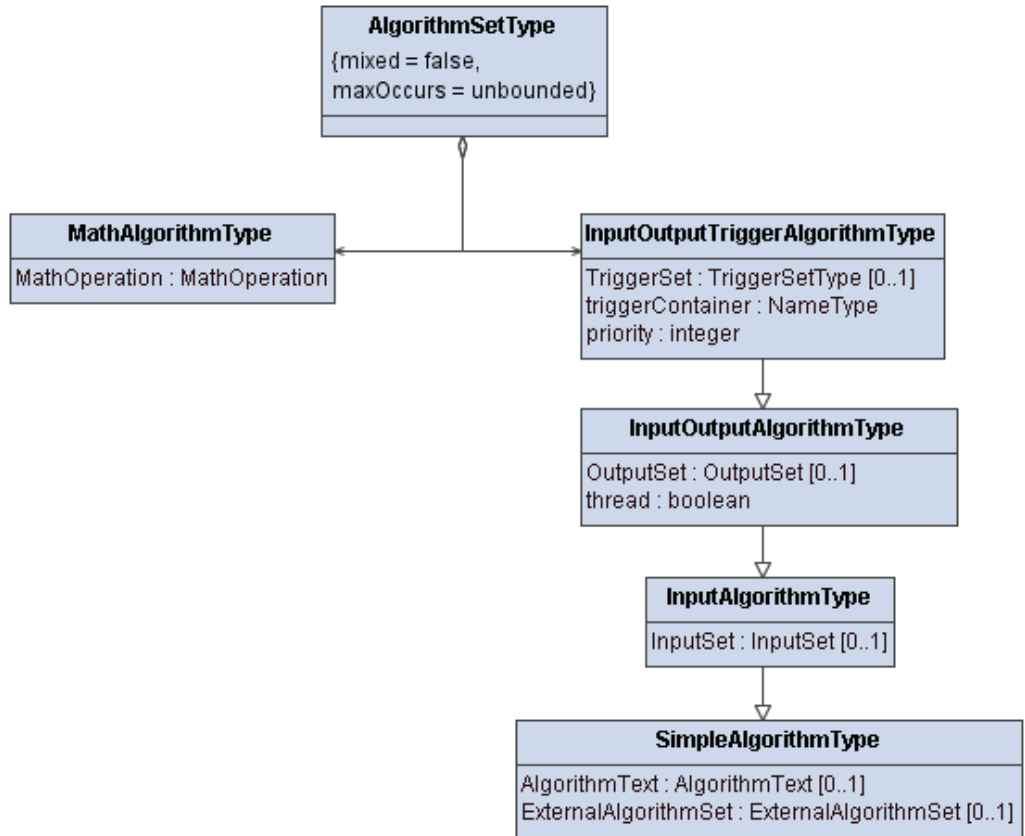 AlgorithmSetType
{mixed = false,
maxOccurs = unbounded}
MathAlgorithmType
MathOperation : MathOperation
InputOutputTriggerAlgorithmType
TriggerSet : TriggerSetType [0..1]
triggerContainer : NameType
priority : integer
InputOutputAlgorithmType
OutputSet : OutputSet [0..1]
thread : boolean
InputAlgorithmType
InputSet : InputSet [0..1]
SimpleAlgorithmType
AlgorithmText : AlgorithmText [0..1]
ExternalAlgorithmSet : ExternalAlgorithmSet [0..1]